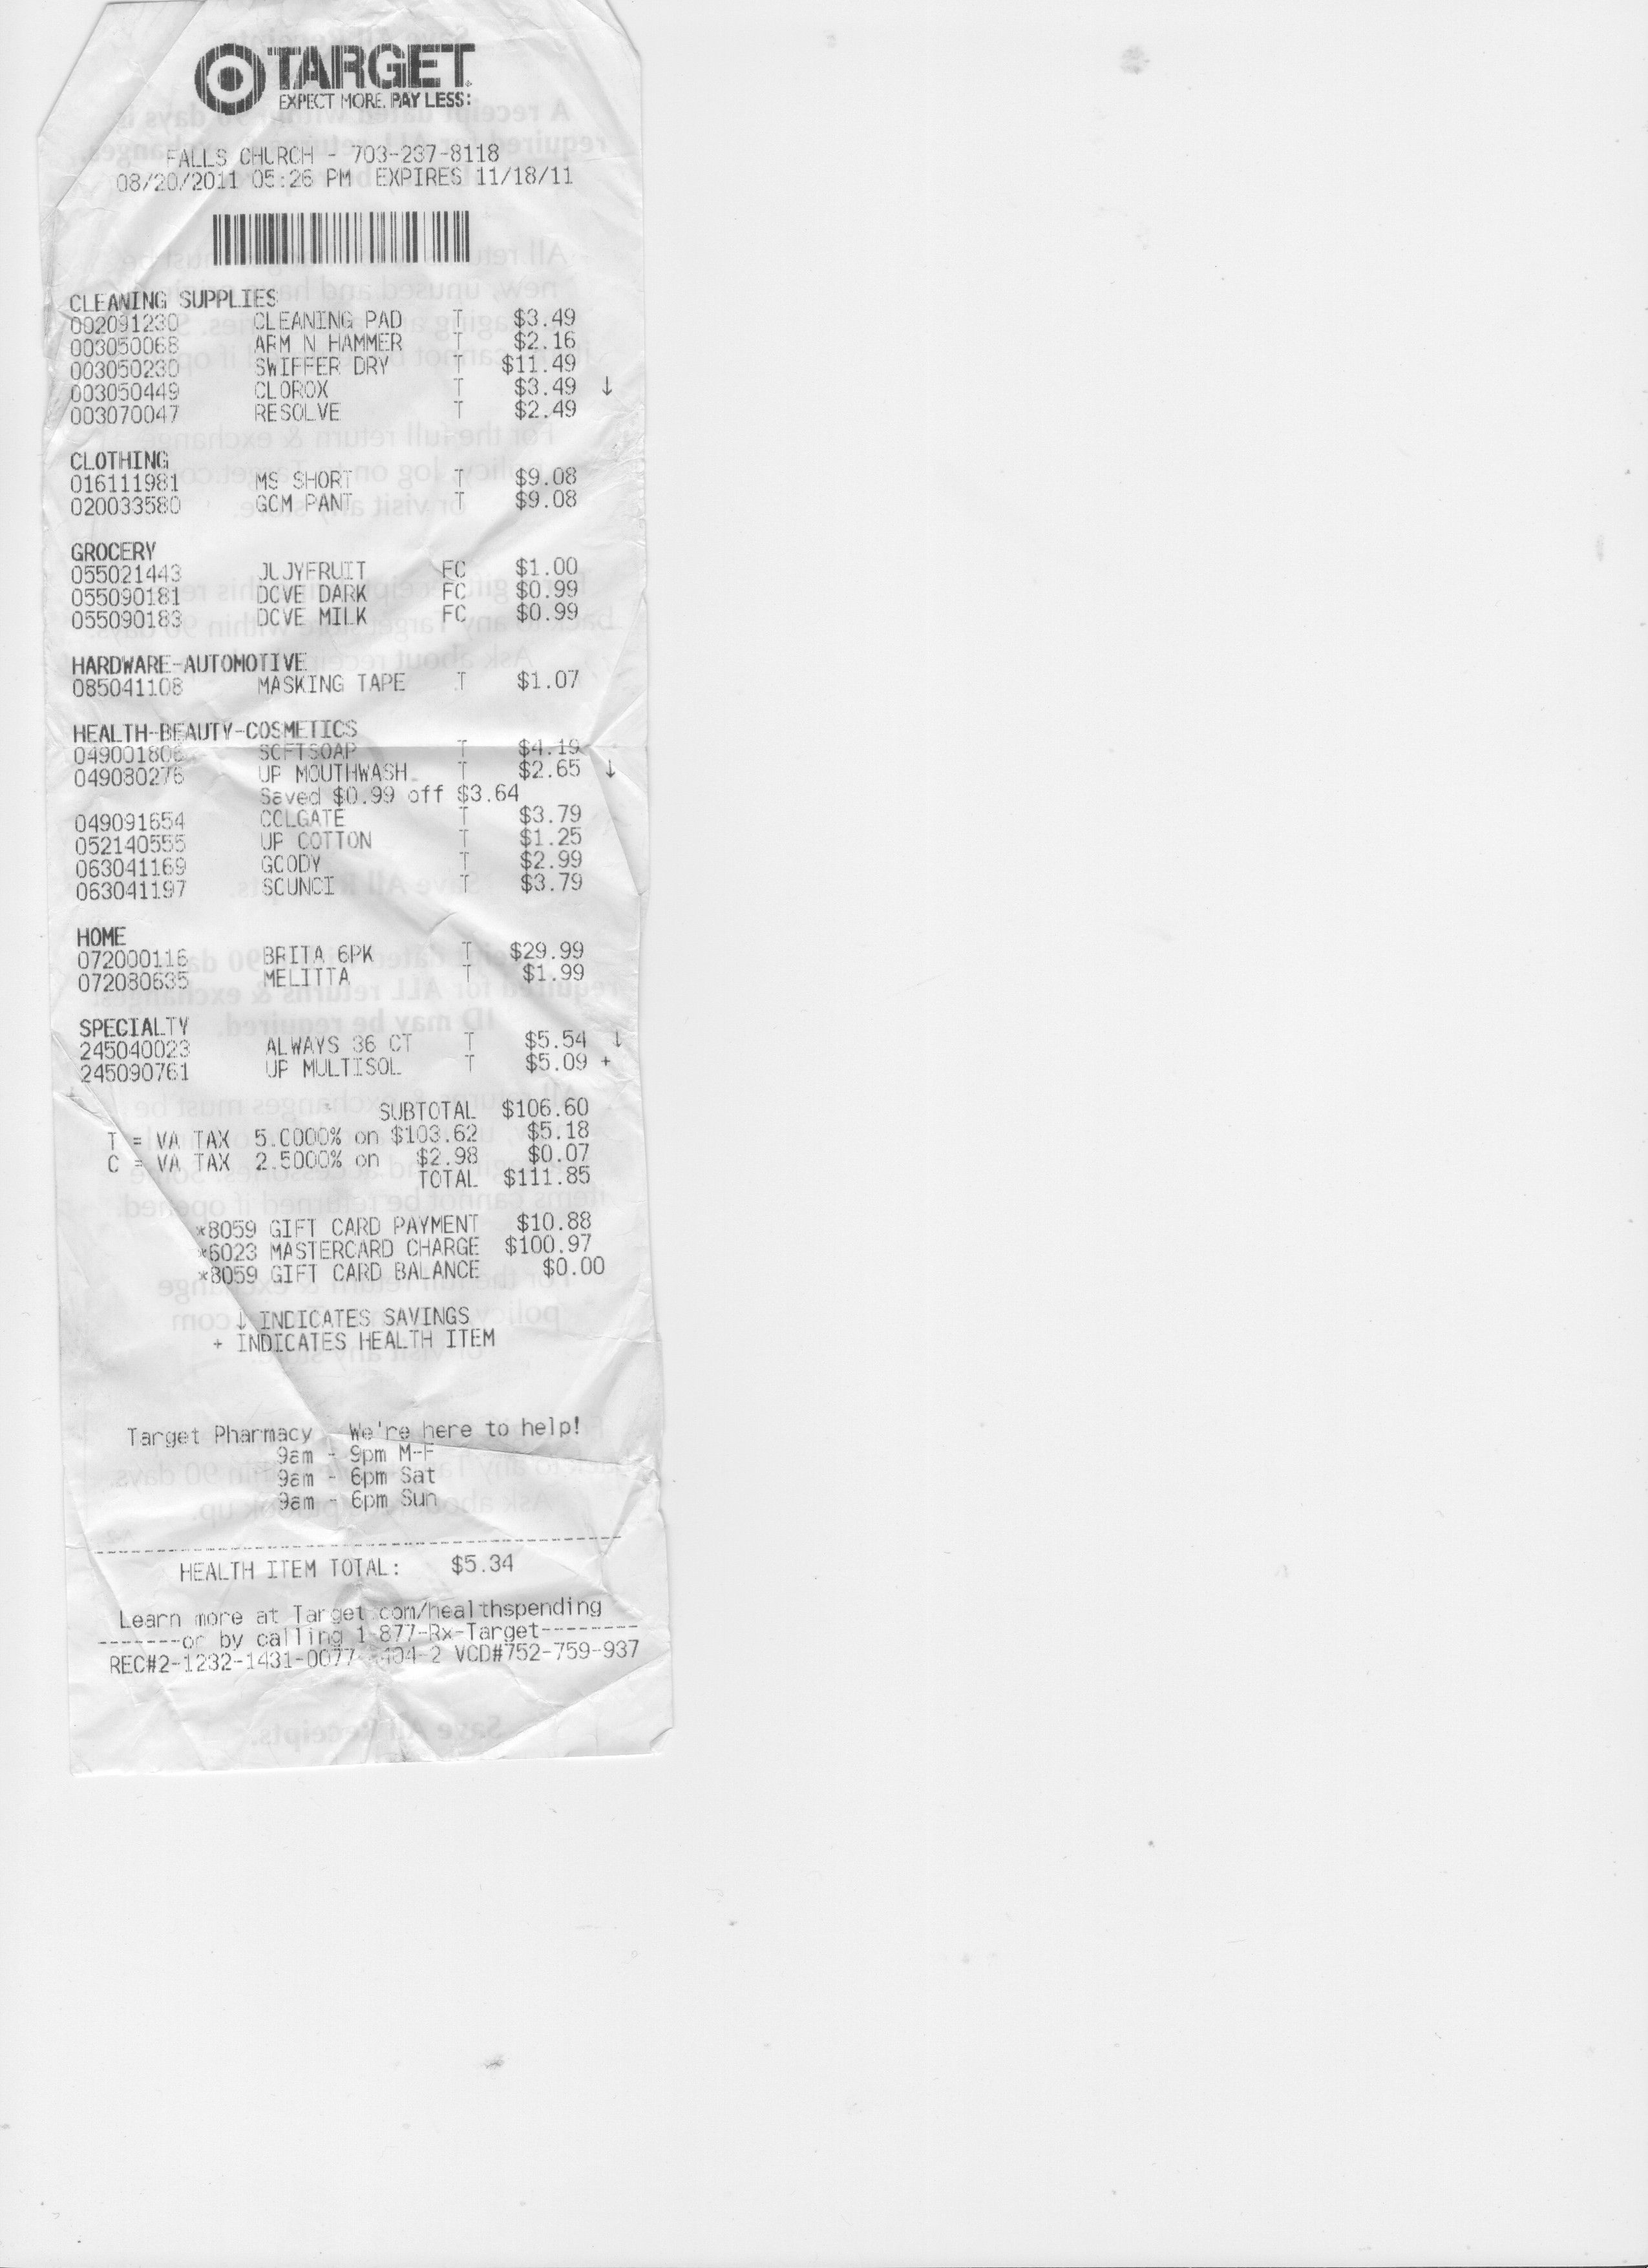 TARGET
EXPECT MORE. PAY LESS.
FALLS CHURCH - 703-237-8118
08/20/2011 05:26 PM EXPIRES 11/18/11
CLEANING SUPPLIES
002091230 CLEANING PAD T $3.49
003050068 ARM N HAMMER T $2.16
003050230 SWIFFER DRY T $11.49
003050449 CLOROX T $3.49 ↓
003070047 RESOLVE T $2.49
CLOTHING
016111981 MS SHORT T $9.08
020033580 GCM PANT T $9.08
GROCERY
055021443 JUJYFRUIT FC $1.00
055090181 DOVE DARK FC $0.99
055090183 DOVE MILK FC $0.99
HARDWARE-AUTOMOTIVE
085041108 MASKING TAPE T $1.07
HEALTH-BEAUTY-COSMETICS
049001806 SOFTSOAP T $4.19
049080276 UP MOUTHWASH T $2.65 ↓
Saved $0.99 off $3.64
049091654 COLGATE T $3.79
052140555 UP COTTON T $1.25
063041169 GOODY T $2.99
063041197 SCUNCI T $3.79
HOME
072000116 BRITA 6PK T $29.99
072080635 MELITTA T $1.99
SPECIALTY
245040023 ALWAYS 36 CT T $5.54 ↓
245090761 UP MULTISOL T $5.09 +
SUBTOTAL $106.60
T = VA TAX 5.0000% on $103.62 $5.18
C = VA TAX 2.5000% on $2.98 $0.07
TOTAL $111.85
*8059 GIFT CARD PAYMENT $10.88
*6023 MASTERCARD CHARGE $100.97
*8059 GIFT CARD BALANCE $0.00
↓ INDICATES SAVINGS
+ INDICATES HEALTH ITEM
Target Pharmacy - We're here to help!
9am - 9pm M-F
9am - 6pm Sat
9am - 6pm Sun
HEALTH ITEM TOTAL: $5.34
Learn more at Target.com/healthspending
-------or by calling 1-877-Rx-Target--------
REC#2-1232-1431-0077- 404-2 VCD#752-759-937